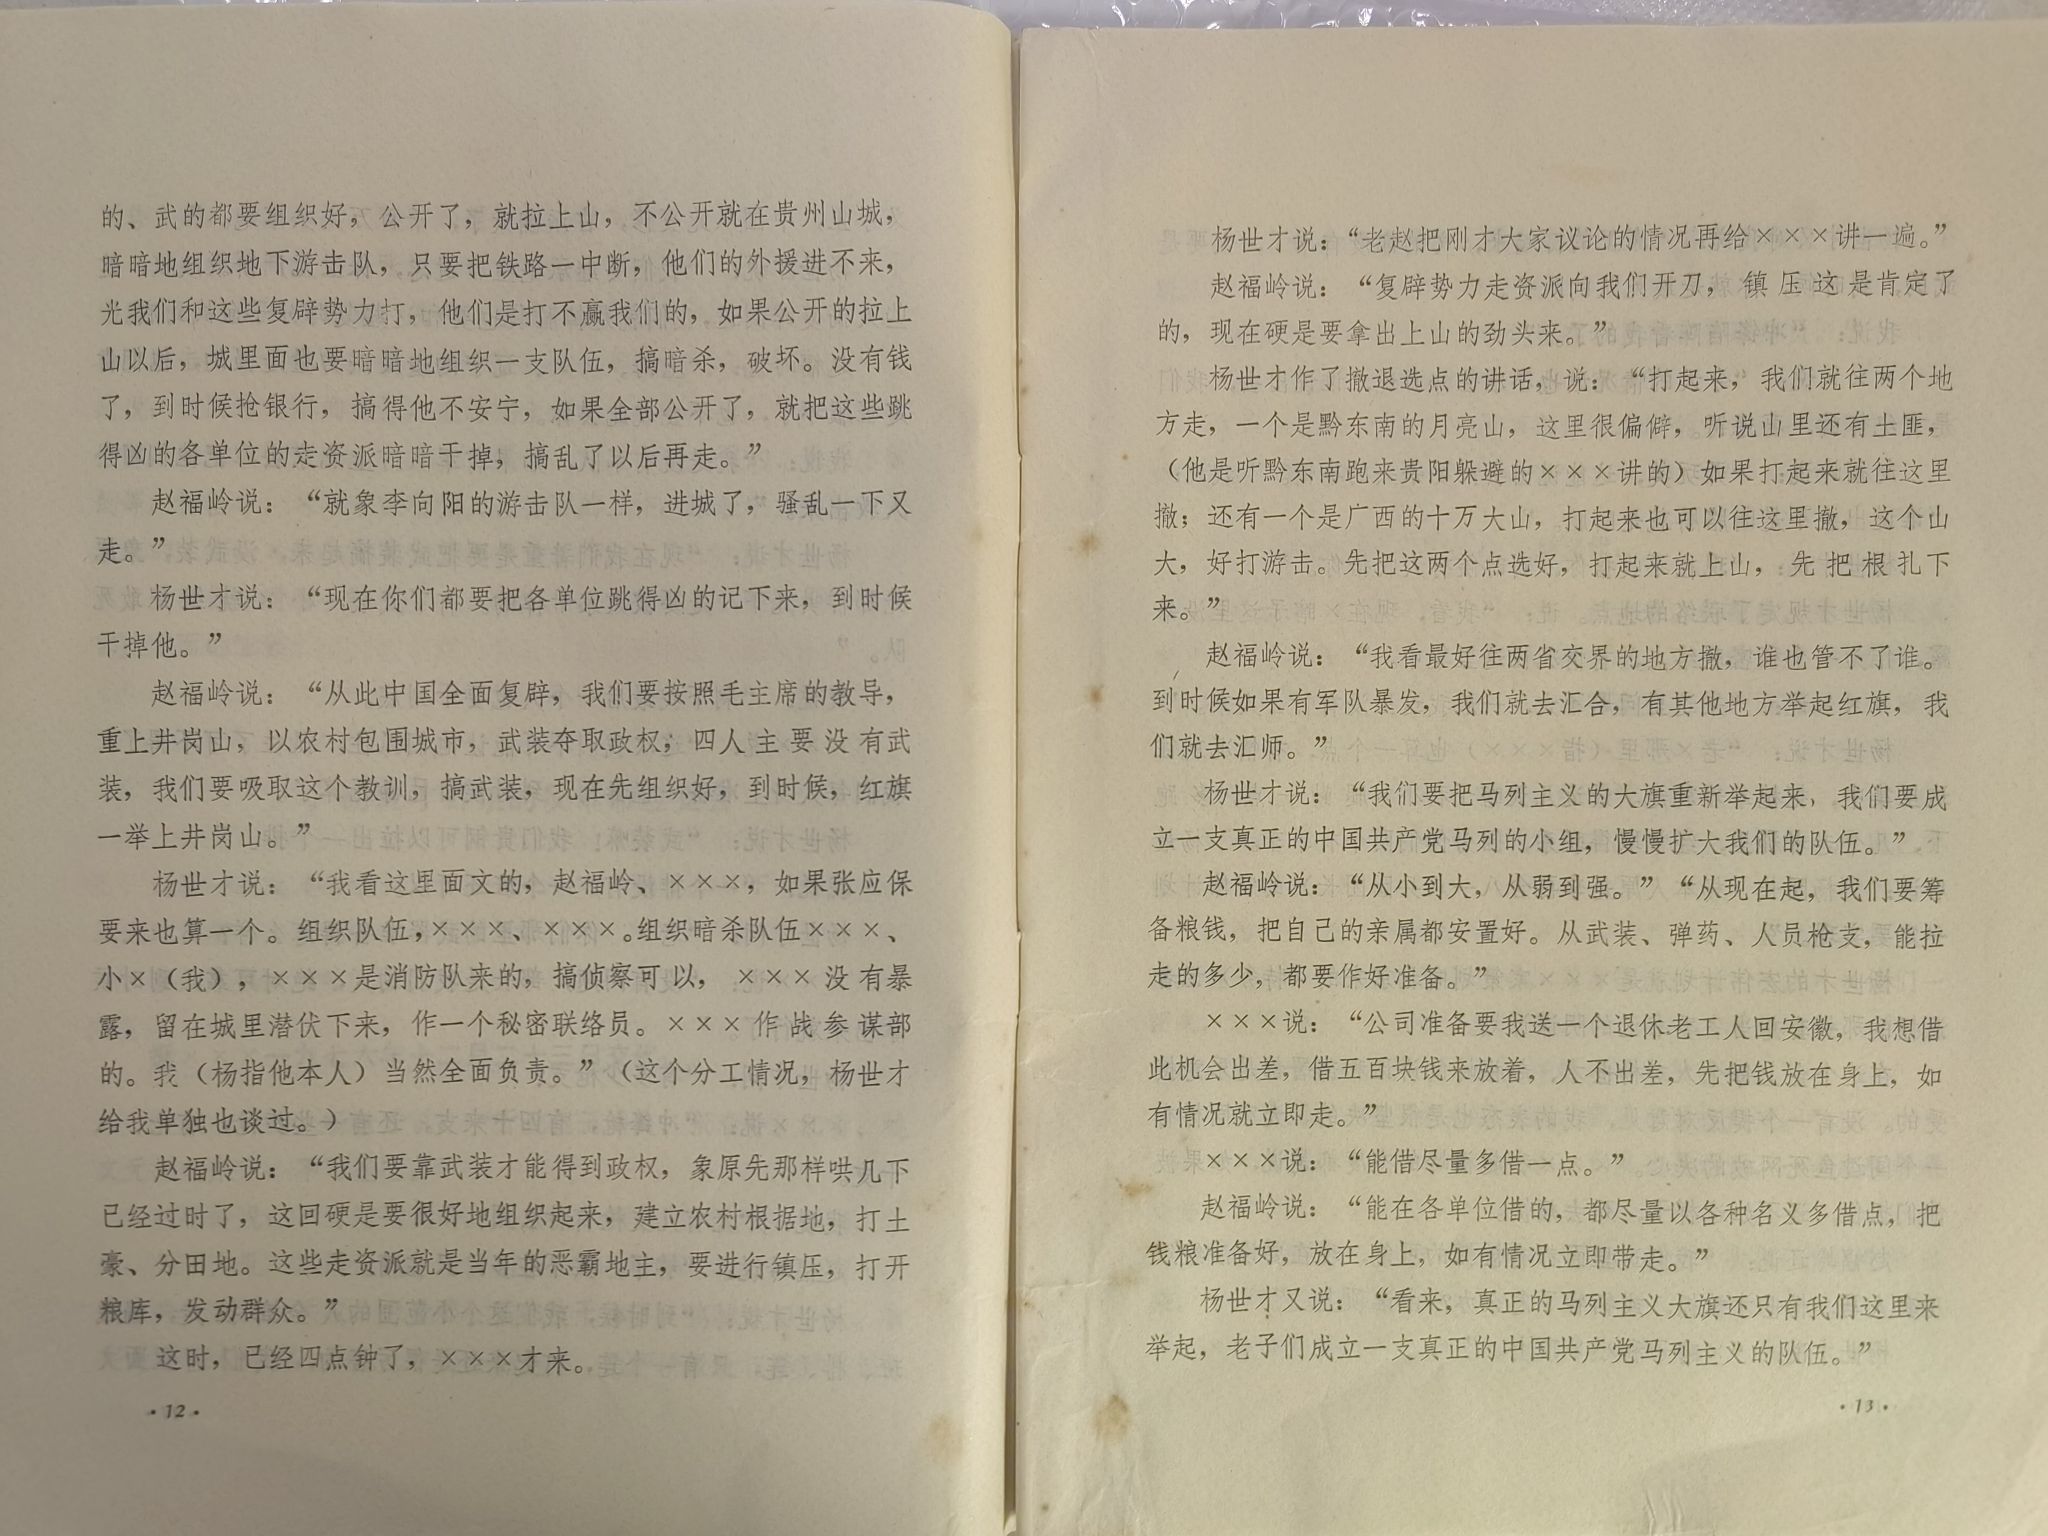 的、武的都要组织好，公开了，就拉上山，不公开就在贵州山城，
暗暗地组织地下游击队，只要把铁路一中断，他们的外援进不来，
光我们和这些复辟势力打，他们是打不赢我们的，如果公开的拉上
山以后，城里面也要暗暗地组织一支队伍，搞暗杀，破坏。没有钱
了，到时候抢银行，搞得他不安宁，如果全部公开了，就把这些跳
得凶的各单位的走资派暗暗干掉，搞乱了以后再走。”
赵福岭说：“就象李向阳的游击队一样，进城了，骚乱一下又
走。”
杨世才说：“现在你们都要把各单位跳得凶的记下来，到时候
干掉他。”
赵福岭说：“从此中国全面复辟，我们要按照毛主席的教导，
重上井岗山，以农村包围城市，武装夺取政权；四人主要没有武
装，我们要吸取这个教训，搞武装，现在先组织好，到时候，红旗
一举上井岗山。”
杨世才说：“我看这里面文的，赵福岭、×××，如果张应保
要来也算一个。组织队伍，×××、×××。组织暗杀队伍×××、
小×（我），×××是消防队来的，搞侦察可以，×××没有暴
露，留在城里潜伏下来，作一个秘密联络员。×××作战参谋部
的。我（杨指他本人）当然全面负责。”（这个分工情况，杨世才
给我单独也谈过。）
赵福岭说：“我们要靠武装才能得到政权，象原先那样哄几下
已经过时了，这回硬是要很好地组织起来，建立农村根据地，打土
豪、分田地。这些走资派就是当年的恶霸地主，要进行镇压，打开
粮库，发动群众。”
这时，已经四点钟了，×××才来。
·12·
杨世才说：“老赵把刚才大家议论的情况再给×××讲一遍。”
赵福岭说：“复辟势力走资派向我们开刀，镇压这是肯定了
的，现在硬是要拿出上山的劲头来。”
杨世才作了撤退选点的讲话，说：“打起来，我们就往两个地
方走，一个是黔东南的月亮山，这里很偏僻，听说山里还有土匪，
（他是听黔东南跑来贵阳躲避的×××讲的）如果打起来就往这里
撤；还有一个是广西的十万大山，打起来也可以往这里撤，这个山
大，好打游击。先把这两个点选好，打起来就上山，先把根扎下
来。”
赵福岭说：“我看最好往两省交界的地方撤，谁也管不了谁。
到时候如果有军队暴发，我们就去汇合，有其他地方举起红旗，我
们就去汇师。”
杨世才说：“我们要把马列主义的大旗重新举起来，我们要成
立一支真正的中国共产党马列的小组，慢慢扩大我们的队伍。”
赵福岭说：“从小到大，从弱到强。”“从现在起，我们要筹
备粮钱，把自己的亲属都安置好。从武装、弹药、人员枪支，能拉
走的多少，都要作好准备。”
×××说：“公司准备要我送一个退休老工人回安徽，我想借
此机会出差，借五百块钱来放着，人不出差，先把钱放在身上，如
有情况就立即走。”
×××说：“能借尽量多借一点。”
赵福岭说：“能在各单位借的，都尽量以各种名义多借点，把
钱粮准备好，放在身上，如有情况立即带走。”
杨世才又说：“看来，真正的马列主义大旗还只有我们这里来
举起，老子们成立一支真正的中国共产党马列主义的队伍。”
·13·